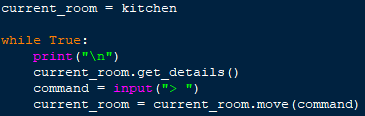 current_room = kitchen
while True:
    print("\n")
    current_room.get_details()
    command = input("> ")
    current_room = current_room.move(command)